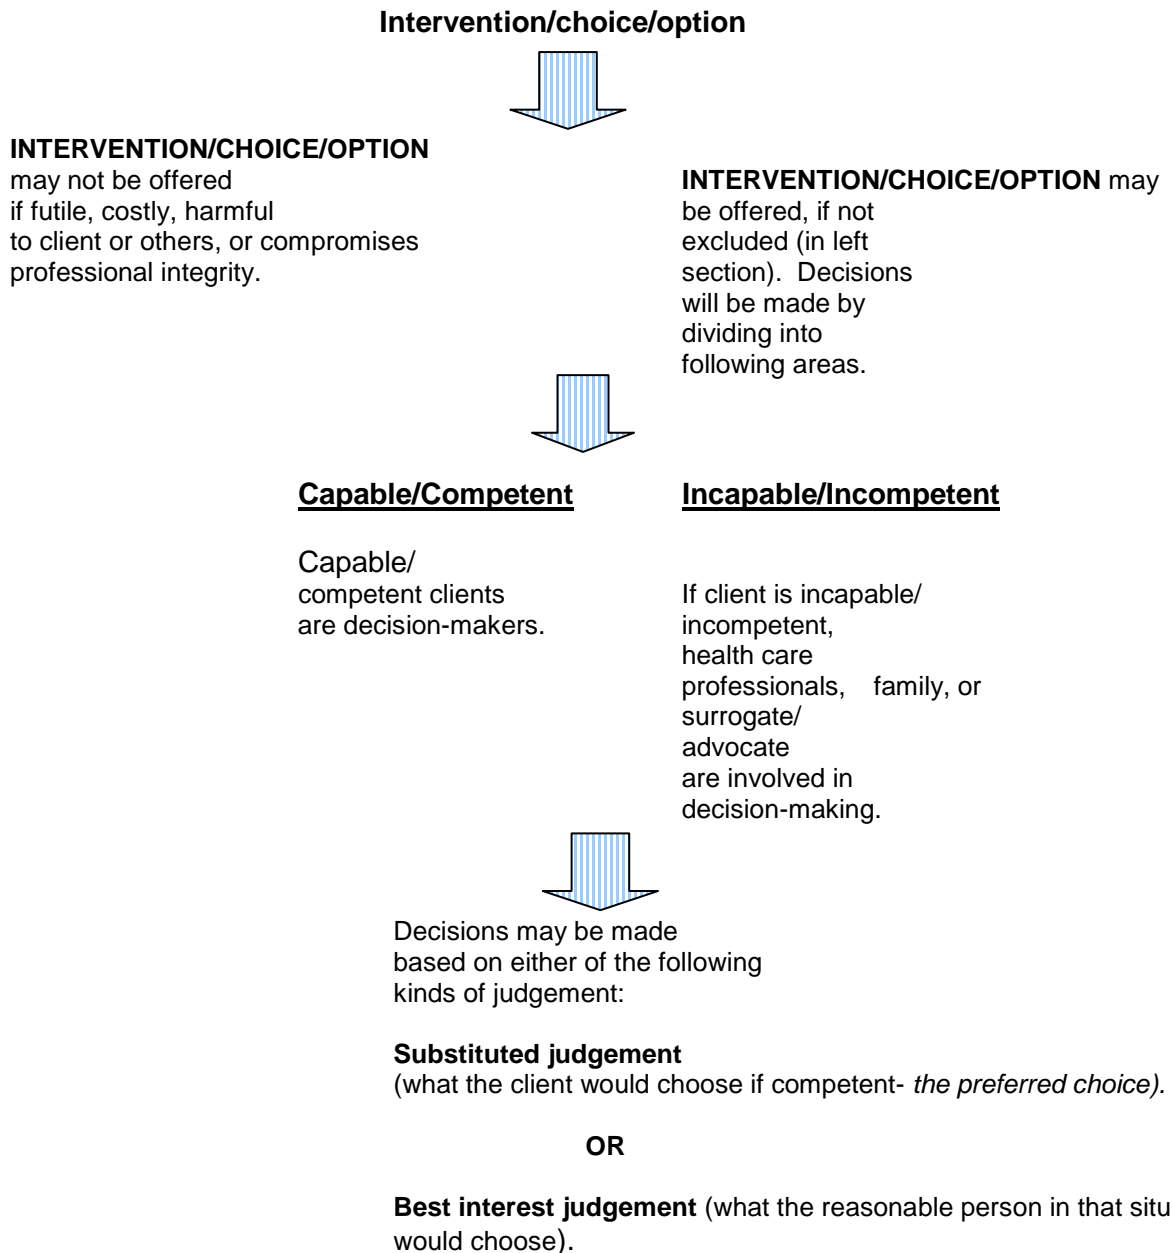 Intervention/choice/option
INTERVENTION/CHOICE/OPTION
may not be offered
if futile, costly, harmful
to client or others, or compromises
professional integrity.
INTERVENTION/CHOICE/OPTION may
be offered, if not
excluded (in left
section).  Decisions
will be made by
dividing into
following areas.
Capable/Competent
Capable/
competent clients
are decision-makers.
Incapable/Incompetent
If client is incapable/
incompetent,
health care
professionals,    family, or
surrogate/
advocate
are involved in
decision-making.
Decisions may be made
based on either of the following
kinds of judgement:
Substituted judgement
(what the client would choose if competent- the preferred choice).
OR
Best interest judgement (what the reasonable person in that situ
would choose).